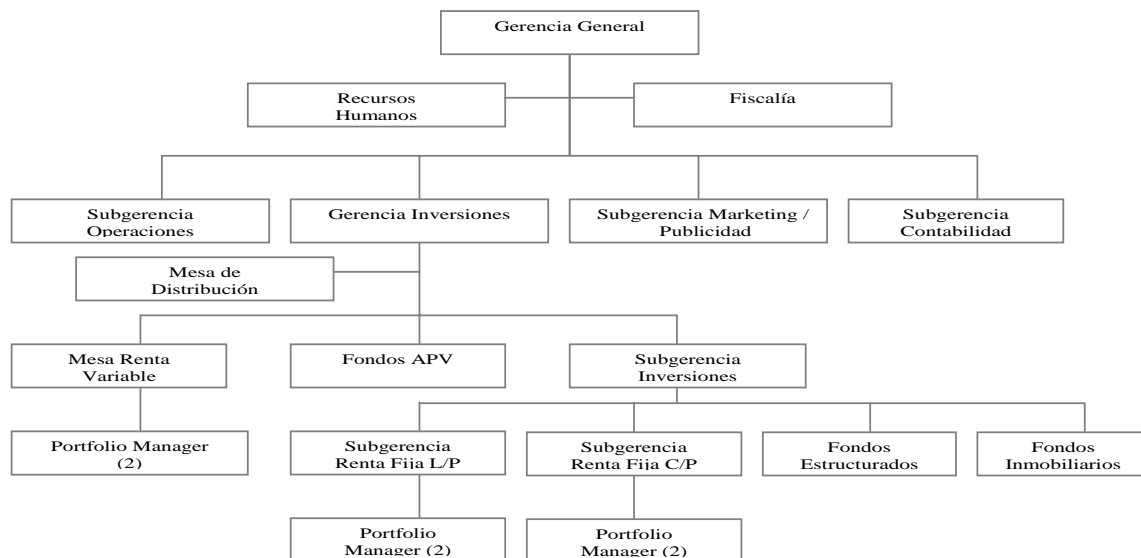 Gerencia General
Recursos
Humanos
Fiscalía
Subgerencia
Operaciones
Gerencia Inversiones
Subgerencia Marketing /
Publicidad
Subgerencia
Contabilidad
Mesa de
Distribución
Mesa Renta
Variable
Fondos APV
Subgerencia
Inversiones
Portfolio Manager
(2)
Subgerencia
Renta Fija L/P
Subgerencia
Renta Fija C/P
Fondos
Estructurados
Fondos
Inmobiliarios
Portfolio
Manager (2)
Portfolio
Manager (2)